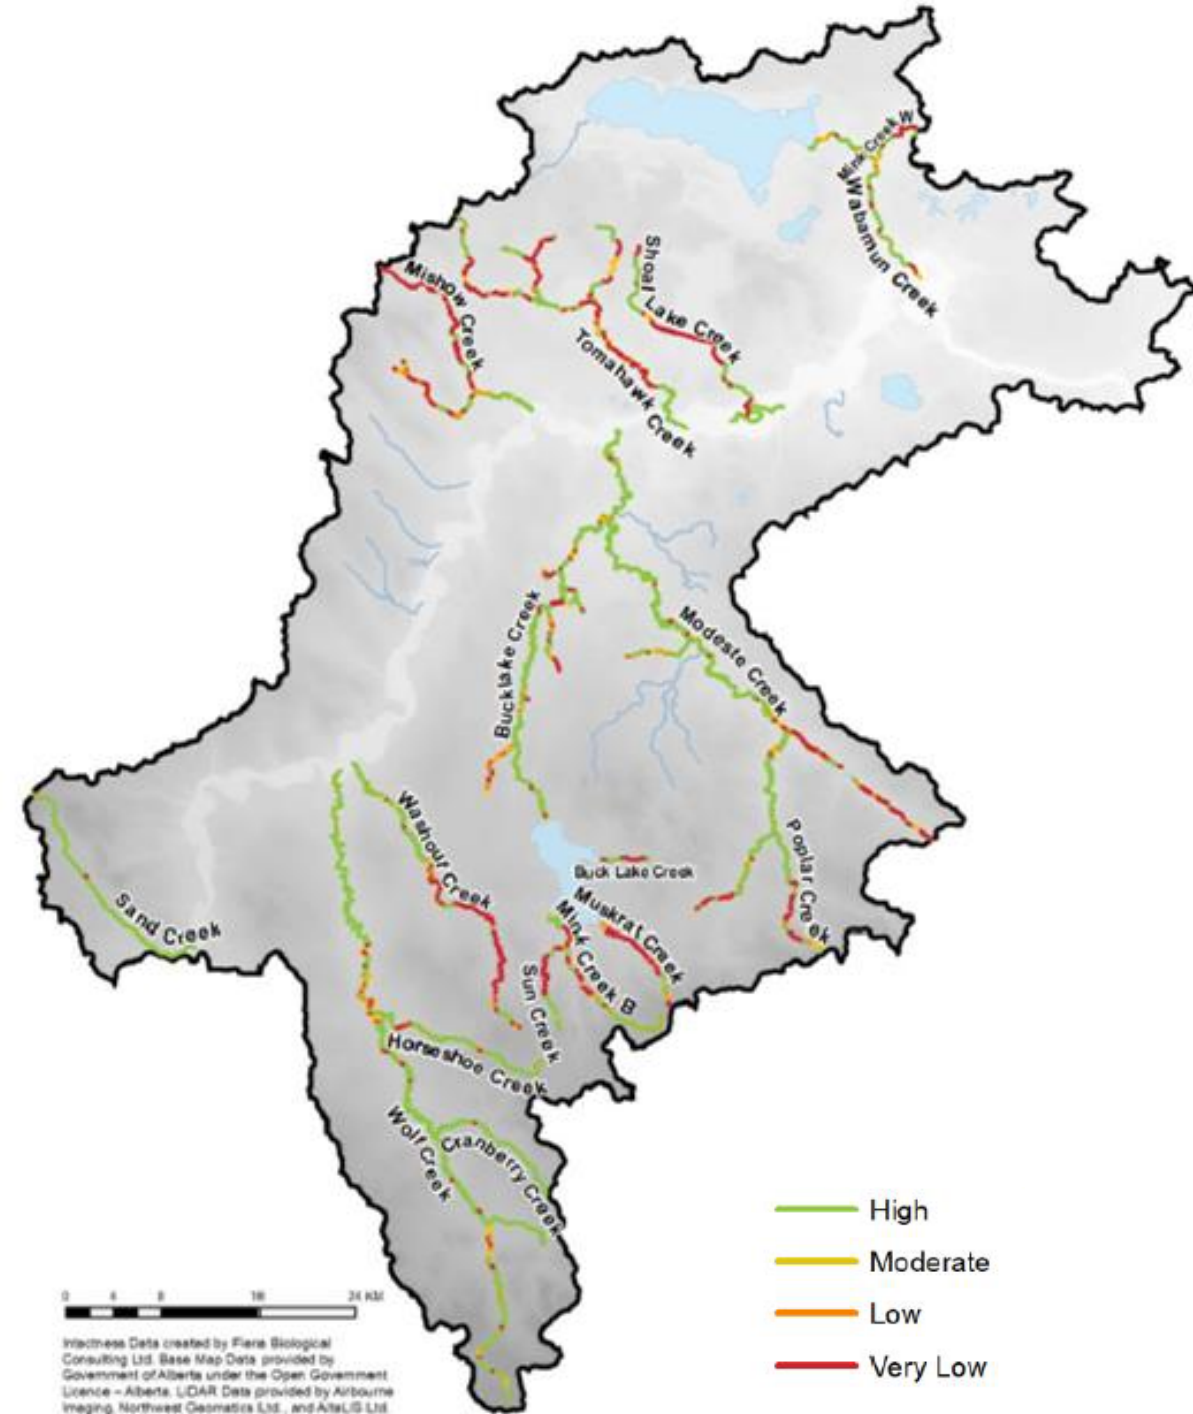 Mink Creek W
Wabamun Creek
Shoal Lake Creek
Mishow Creek
Tomahawk Creek
Bucklake Creek
Modeste Creek
Washour Creek
Poplar Creek
Buck Lake Creek
Muskrat Creek
Mink Creek B
Sand Creek
Sun Creek
Horseshoe Creek
Wolf Creek
Cranberry Creek
High
Moderate
Low
Very Low
0 4 8 16 24 KM
Intactness Data created by Fiera Biological
Consulting Ltd. Base Map Data provided by
Government of Alberta under the Open Government
Licence – Alberta. LiDAR Data provided by Airbourne
Imaging, Northwest Geomatics Ltd., and AltaLIS Ltd.